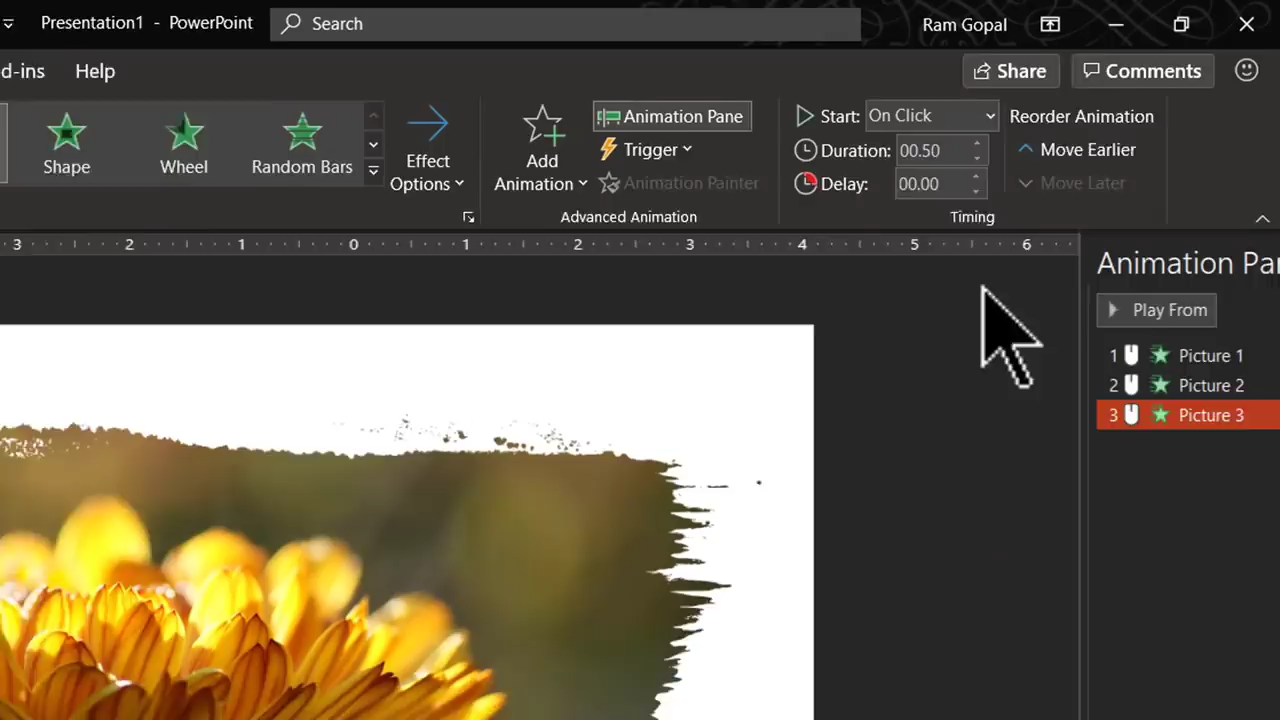 Presentation1 - PowerPoint
Search
Ram Gopal
d-ins
Help
Share
Comments
Shape
Wheel
Random Bars
Effect
Options
Add
Animation
Animation Pane
Trigger
Animation Painter
Advanced Animation
Start: On Click
Duration: 00.50
Delay: 00.00
Timing
Reorder Animation
Move Earlier
Move Later
3 2 1 0 1 2 3 4 5 6
Animation Pa
Play From
1 Picture 1
2 Picture 2
3 Picture 3